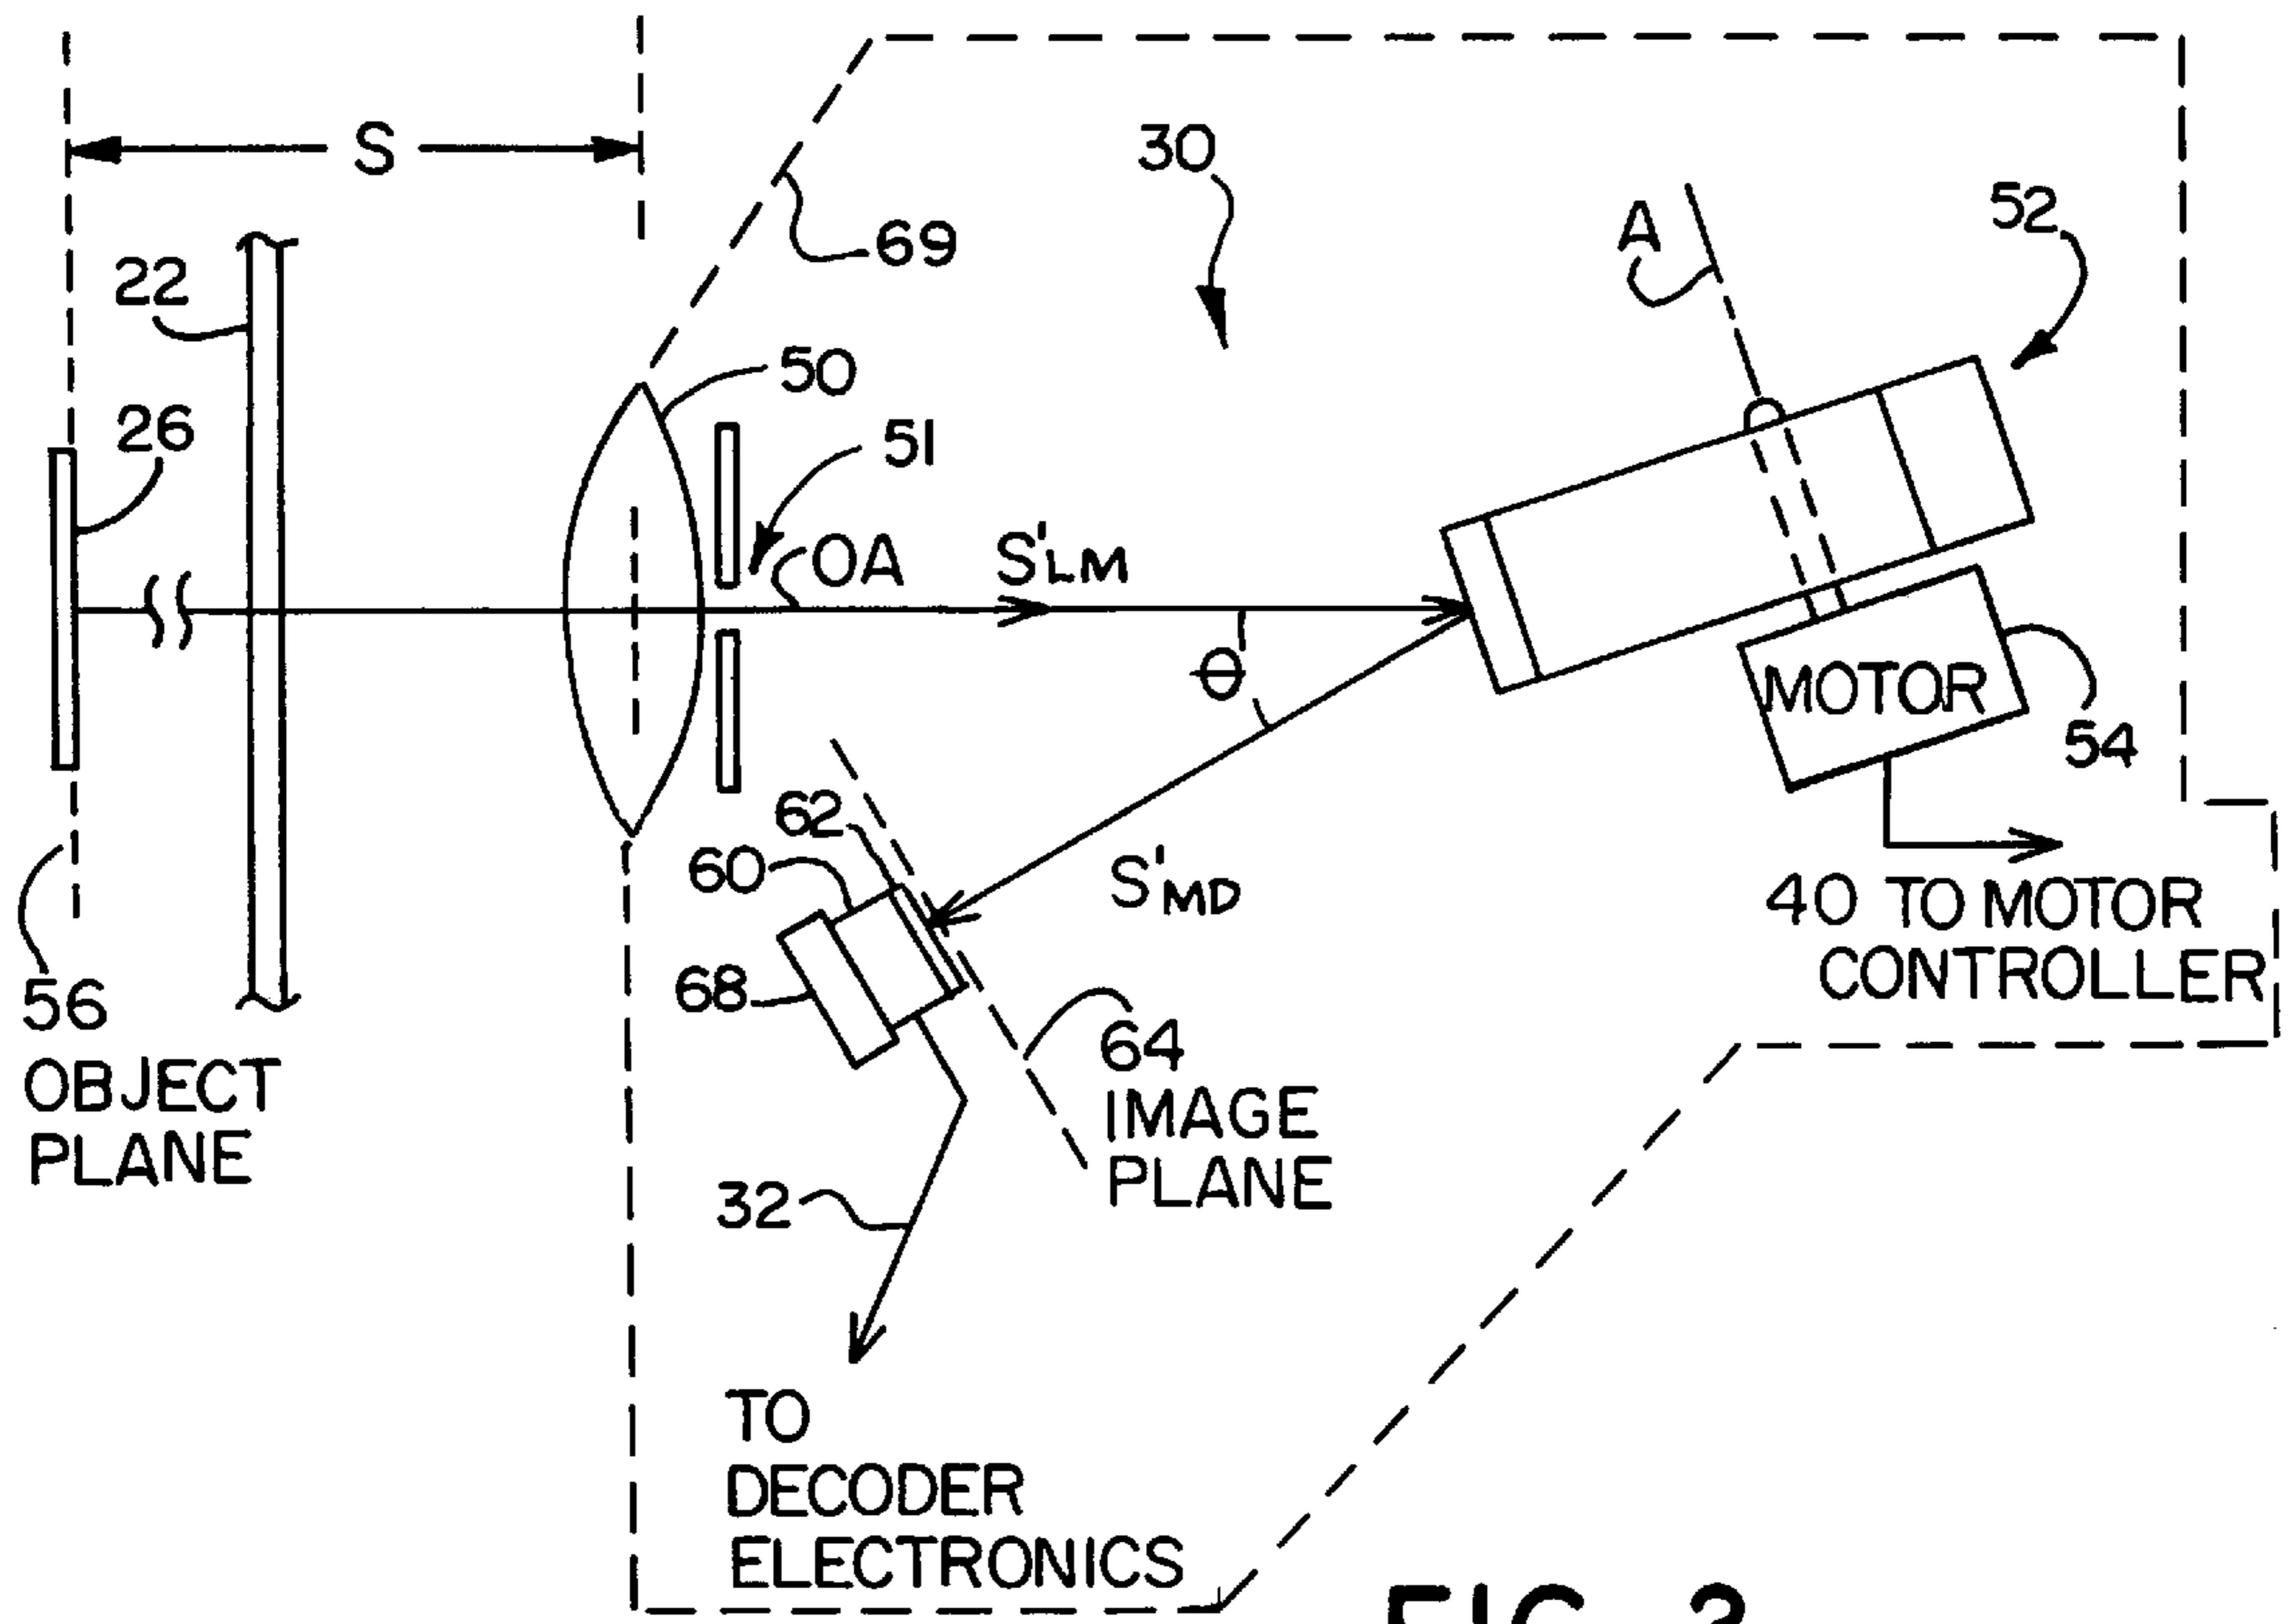 S
30
A
52
69
22
50
26
51
OA
S'LM
θ
MOTOR
54
62
60
S'MD
68
40 TO MOTOR
CONTROLLER
56
OBJECT
PLANE
64
IMAGE
PLANE
32
TO
DECODER
ELECTRONICS